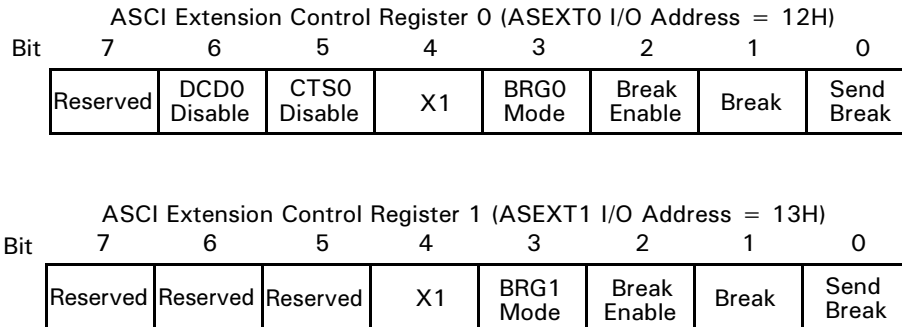 ASCI Extension Control Register 0 (ASEXT0 I/O Address = 12H)
Bit 7 6 5 4 3 2 1 0
Reserved DCD0 Disable CTS0 Disable X1 BRG0 Mode Break Enable Break Send Break
ASCI Extension Control Register 1 (ASEXT1 I/O Address = 13H)
Bit 7 6 5 4 3 2 1 0
Reserved Reserved Reserved X1 BRG1 Mode Break Enable Break Send Break